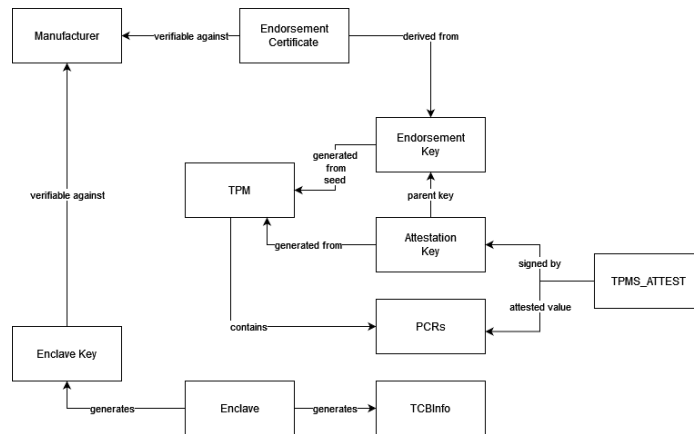 Manufacturer
verifiable against
Endorsement
Certificate
derived from
Endorsement
Key
generated
from
seed
TPM
parent key
verifiable against
generated from
Attestation
Key
signed by
TPMS_ATTEST
attested value
contains
PCRs
Enclave Key
generates
Enclave
generates
TCBInfo